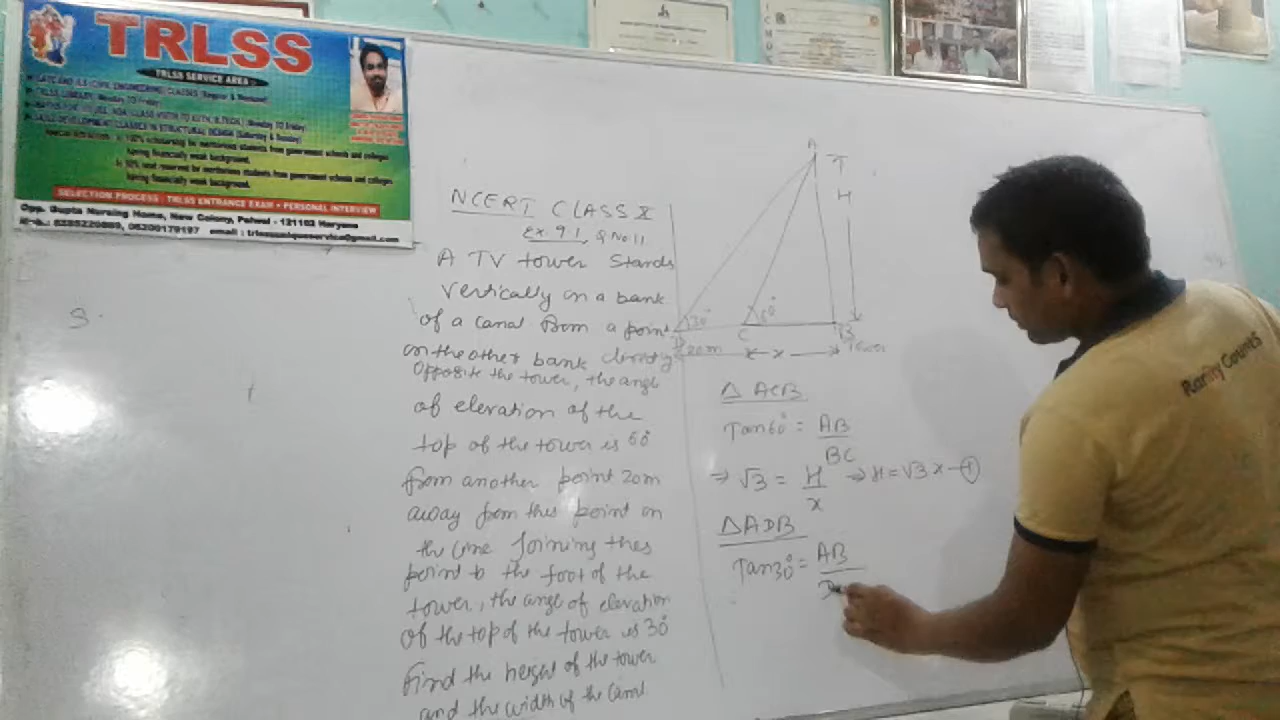 TRLSS
TRLSS SERVICE AREA :-
SELECTION PROCESS : TRLSS ENTRANCE EXAM + PERSONAL INTERVIEW
Opp. Gupta Nursing Home, New Colony, Palwal - 121102 Haryana
NCERT CLASS X
Ex. 9.1, Q No. 11
A TV tower stands
vertically on a bank
of a canal from a point
on the other bank directly
opposite the tower, the angle
of elevation of the
top of the tower is 60°
from another point 20m
away from this point on
the line joining this
point to the foot of the
tower, the angle of elevation
of the top of the tower is 30°
find the height of the tower
and the width of the canal
S.
A
T
H
30°
60°
C
B
20m
x
Tower
Δ ACB
Tan60° = AB
BC
⇒ √3 = H
x
⇒ H = √3 x - (1)
ΔADB
Tan30° = AB
Rarity Counts